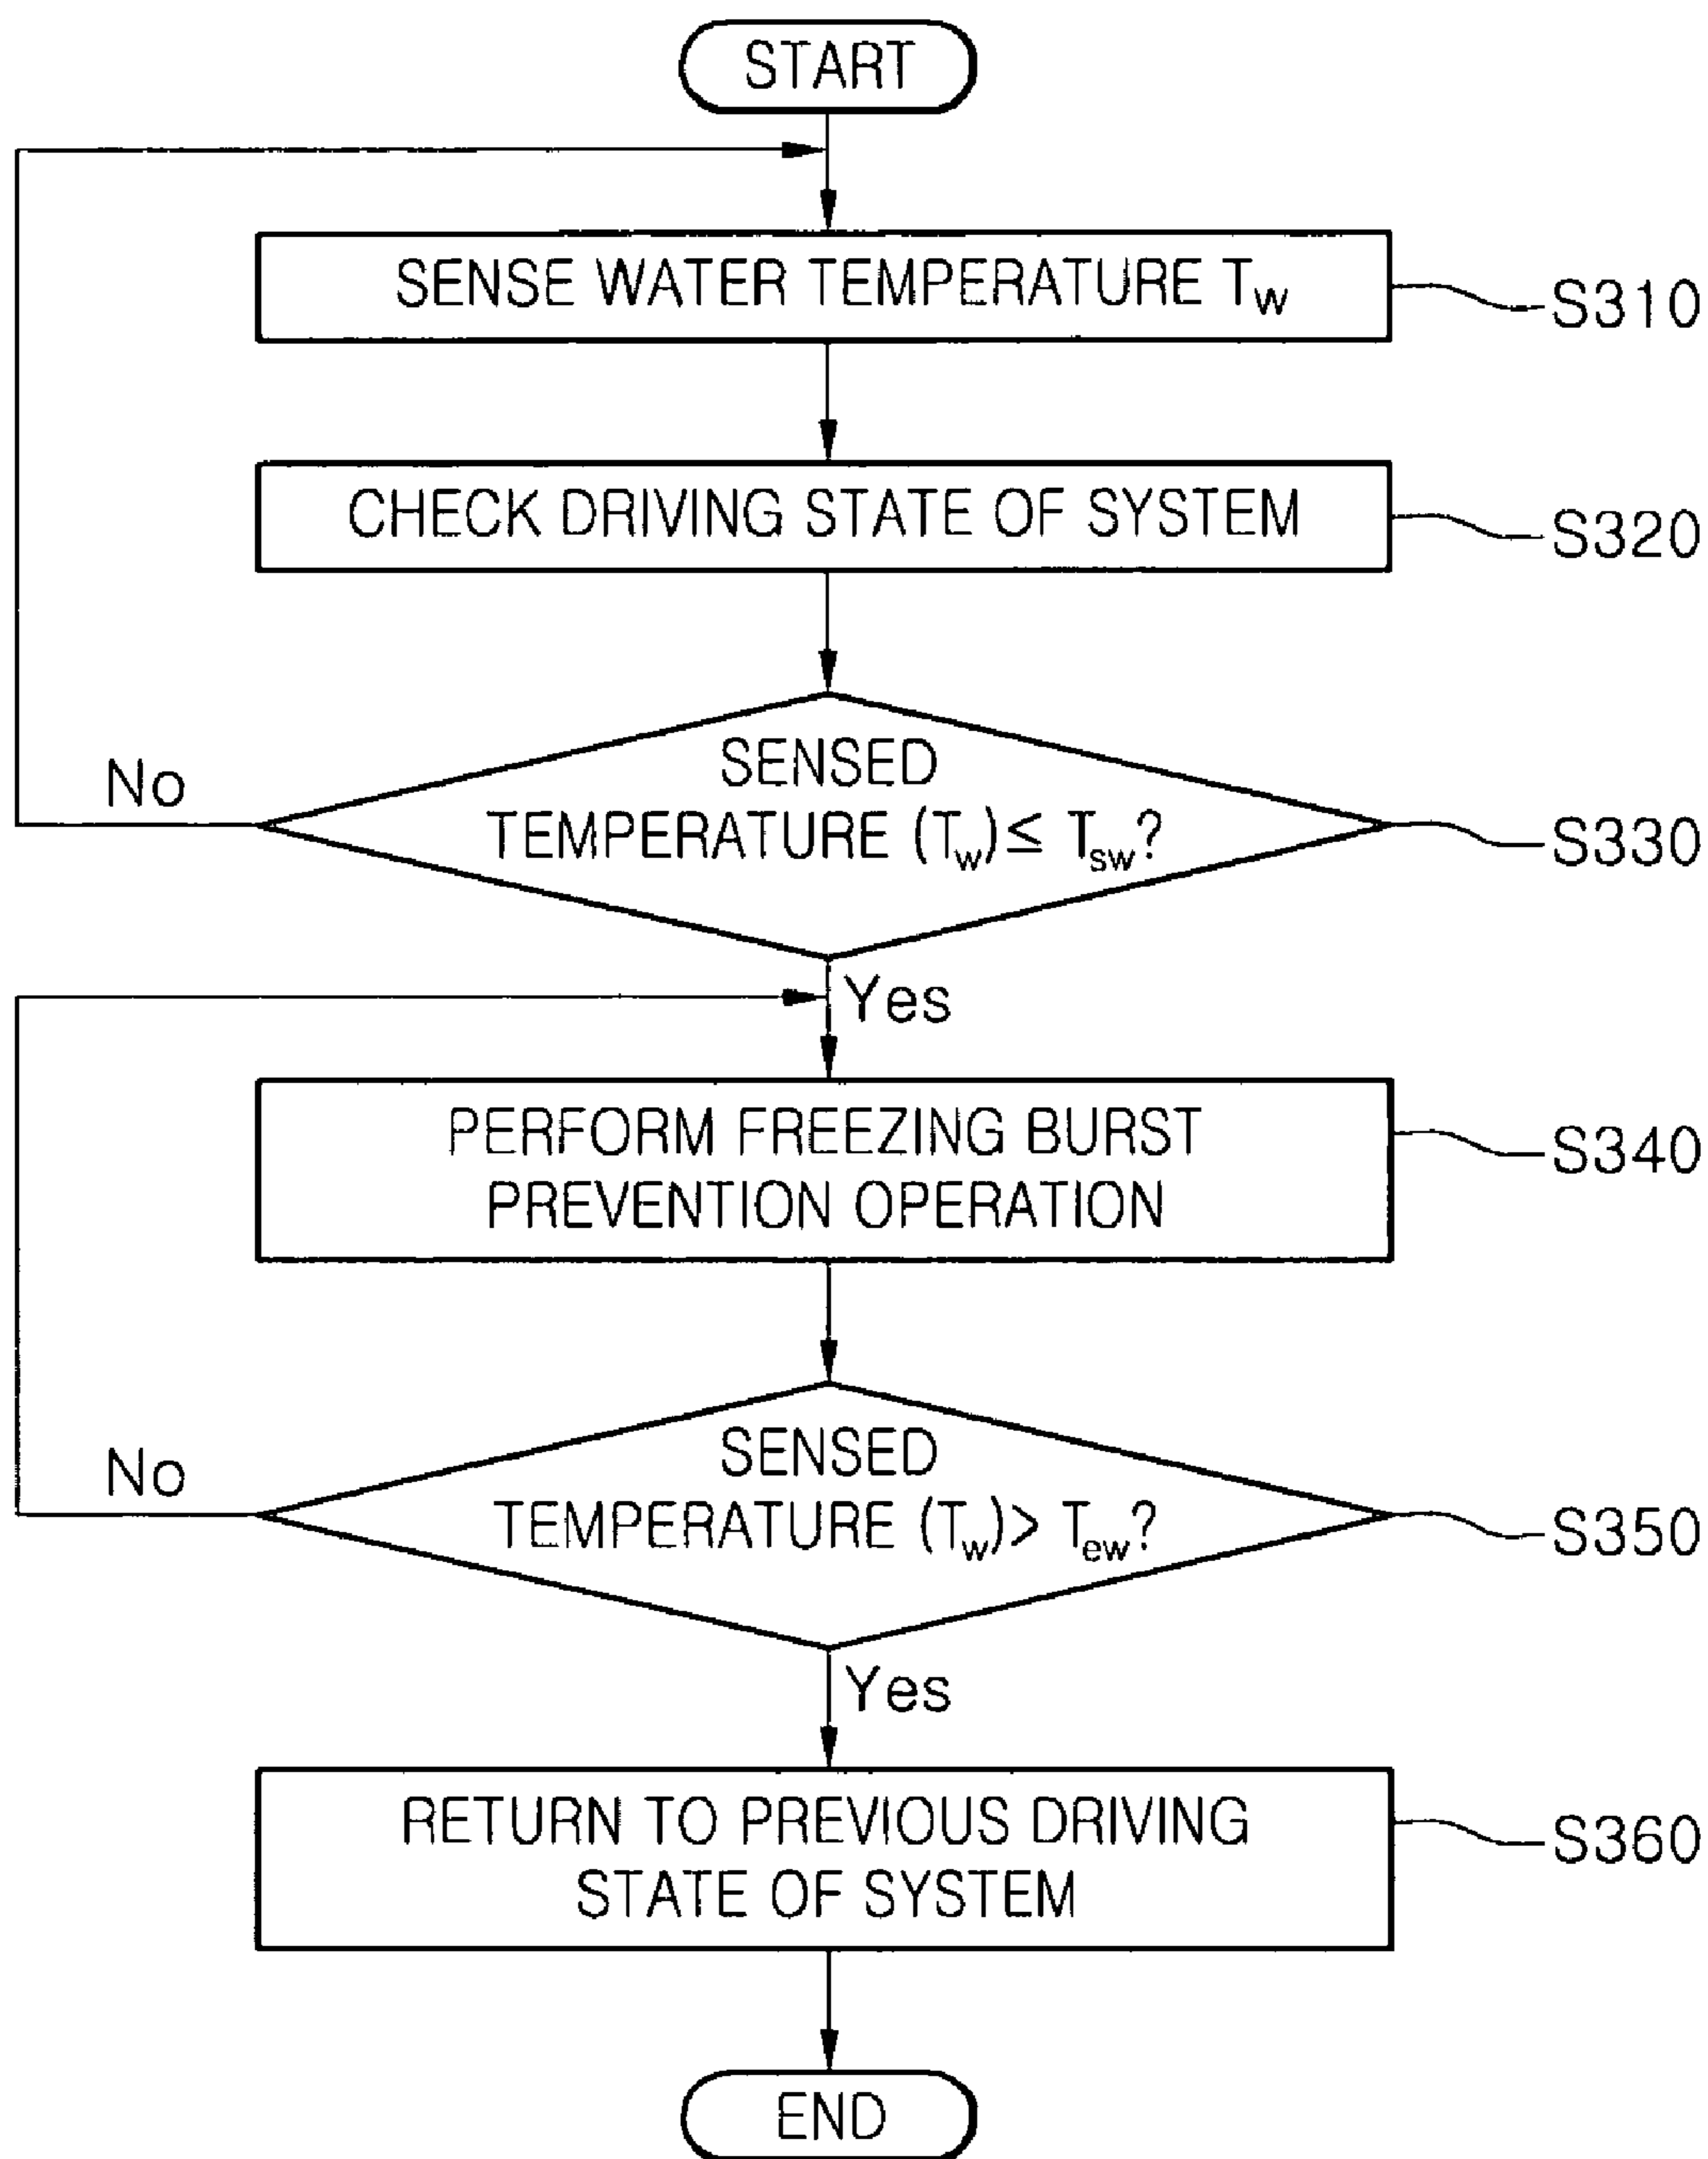 START
SENSE WATER TEMPERATURE Tw
S310
CHECK DRIVING STATE OF SYSTEM
S320
SENSED
TEMPERATURE (Tw)≤ Tsw?
No
S330
Yes
PERFORM FREEZING BURST
PREVENTION OPERATION
S340
SENSED
TEMPERATURE (Tw)> Tew?
No
S350
Yes
RETURN TO PREVIOUS DRIVING
STATE OF SYSTEM
S360
END